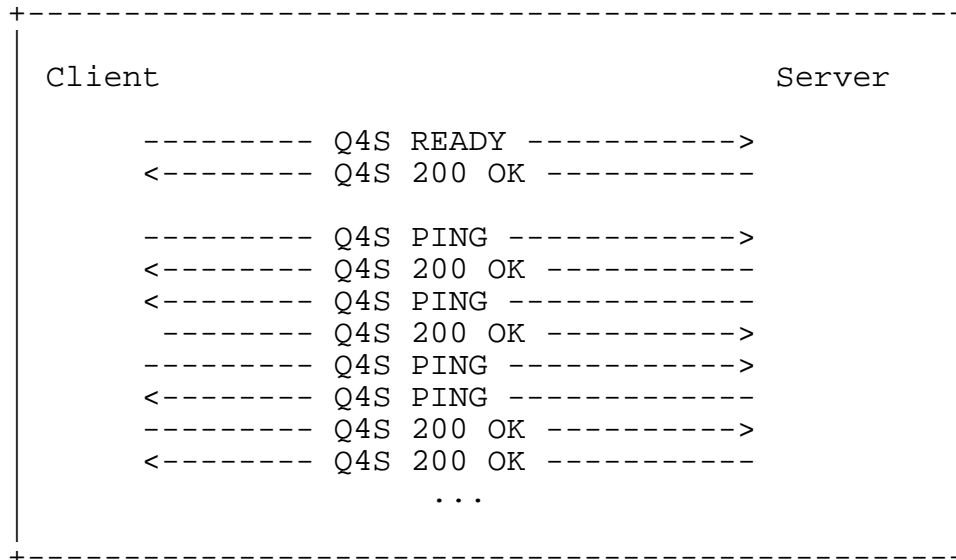 +------------------------------------------------
|
| Client                                Server
|
|      --------- Q4S READY ----------->
|      <-------- Q4S 200 OK -----------
|
|      --------- Q4S PING ------------>
|      <-------- Q4S 200 OK -----------
|      <-------- Q4S PING -------------
|       -------- Q4S 200 OK ---------->
|      --------- Q4S PING ------------>
|      <-------- Q4S PING -------------
|      --------- Q4S 200 OK ---------->
|      <-------- Q4S 200 OK -----------
|                     ...
|
+------------------------------------------------